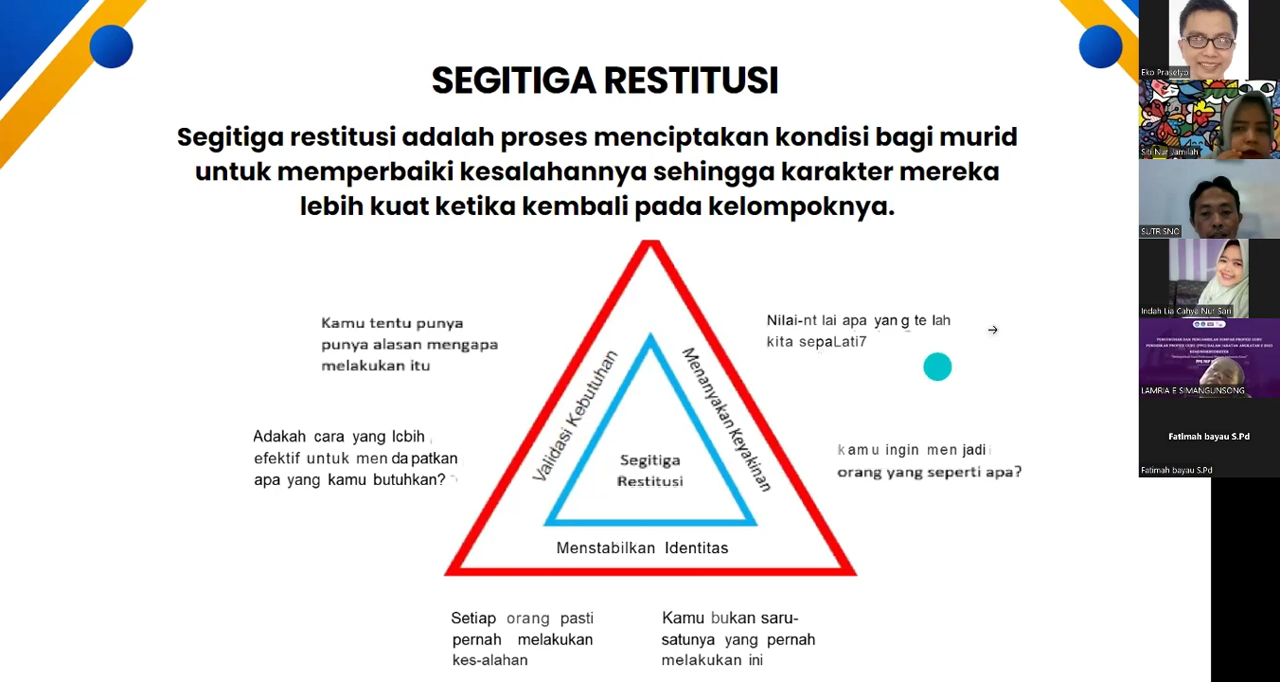 SEGITIGA RESTITUSI
Segitiga restitusi adalah proses menciptakan kondisi bagi murid
untuk memperbaiki kesalahannya sehingga karakter mereka
lebih kuat ketika kembali pada kelompoknya.
Kamu tentu punya
punya alasan mengapa
melakukan itu
Adakah cara yang lcbih
efektif untuk men da patkan
apa yang kamu butuhkan?
Validasi Kebutuhan
Menanyakan Keyakinan
Segitiga
Restitusi
Menstabilkan Identitas
Nilai-nt lai apa yan g te lah
kita sepaLati7
kamu ingin men jadi
orang yang seperti apa?
Setiap orang pasti
pernah melakukan
kes-alahan
Kamu bukan saru-
satunya yang pernah
melakukan ini
Eko Prasetyo
Siti Nur Jamilah
SUTRISNO
Indah Lia Cahya Nur Sari
LAMRIA E SIMANGUNSONG
Fatimah bayau S.Pd
Fatimah bayau S.Pd